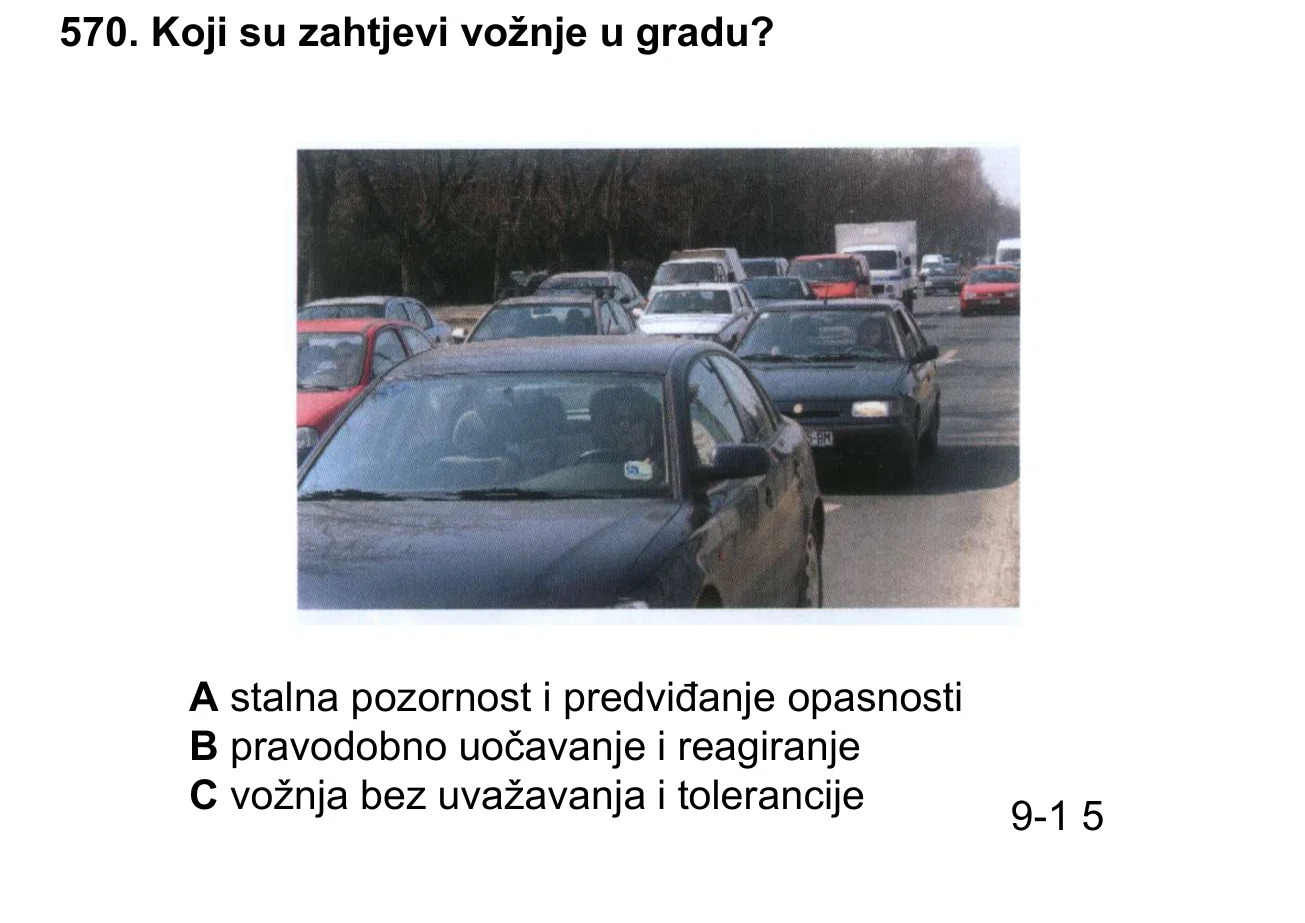 570. Koji su zahtjevi vožnje u gradu?
A stalna pozornost i predviđanje opasnosti
B pravodobno uočavanje i reagiranje
C vožnja bez uvažavanja i tolerancije
9-1 5